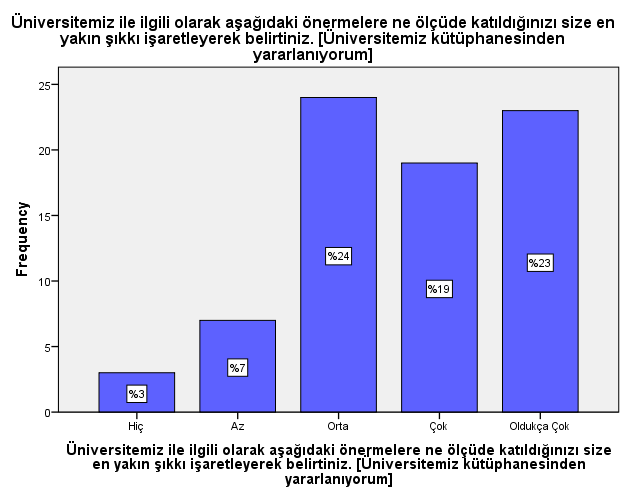 Üniversitemiz ile ilgili olarak aşağıdaki önermelere ne ölçüde katıldığınızı size en
yakın şıkkı işaretleyerek belirtiniz. [Üniversitemiz kütüphanesinden
yararlanıyorum]
25
20
15
10
5
0
Frequency
%3
%7
%24
%19
%23
Hiç
Az
Orta
Çok
Oldukça Çok
Üniversitemiz ile ilgili olarak aşağıdaki önermelere ne ölçüde katıldığınızı size
en yakın şıkkı işaretleyerek belirtiniz. [Üniversitemiz kütüphanesinden
yararlanıyorum]